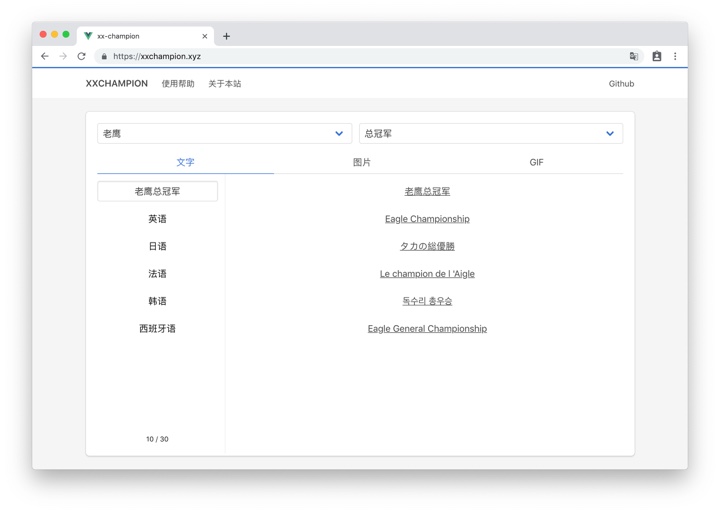 xx-champion
https://xxchampion.xyz
XXCHAMPION 使用帮助 关于本站 Github
老鹰 总冠军
文字 图片 GIF
老鹰总冠军 老鹰总冠军
英语 Eagle Championship
日语 タカの総優勝
法语 Le champion de l 'Aigle
韩语 독수리 총우승
西班牙语 Eagle General Championship
10 / 30